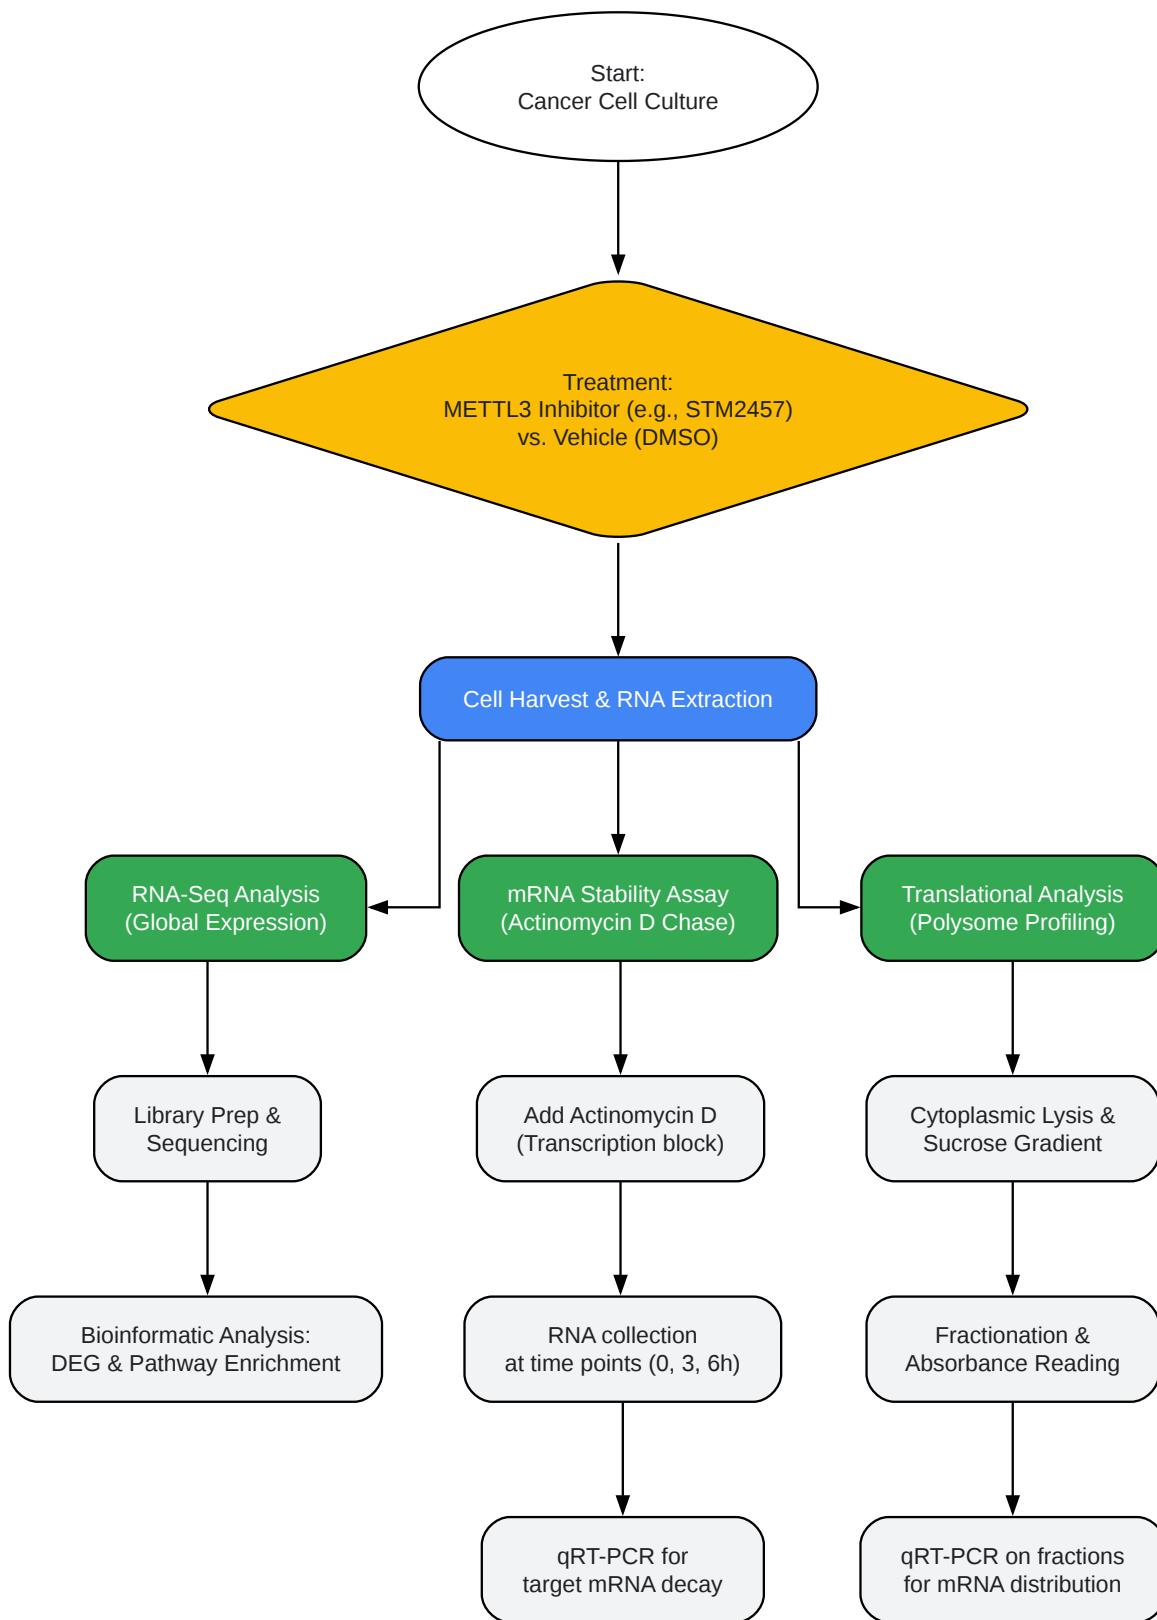 Start:
Cancer Cell Culture
Treatment:
METTL3 Inhibitor (e.g., STM2457)
vs. Vehicle (DMSO)
Cell Harvest & RNA Extraction
RNA-Seq Analysis
(Global Expression)
mRNA Stability Assay
(Actinomycin D Chase)
Translational Analysis
(Polysome Profiling)
Library Prep &
Sequencing
Add Actinomycin D
(Transcription block)
Cytoplasmic Lysis &
Sucrose Gradient
Bioinformatic Analysis:
DEG & Pathway Enrichment
RNA collection
at time points (0, 3, 6h)
Fractionation &
Absorbance Reading
qRT-PCR for
target mRNA decay
qRT-PCR on fractions
for mRNA distribution